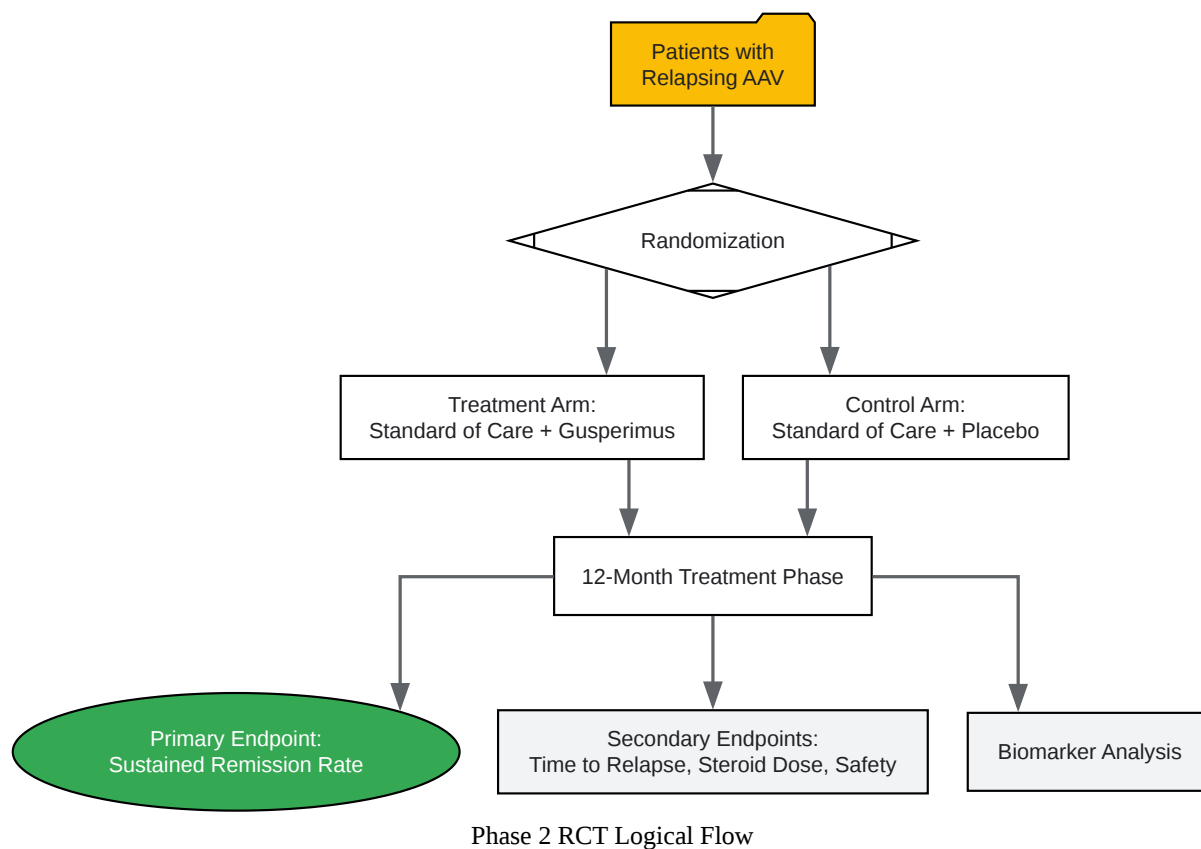 Patients with
Relapsing AAV
Randomization
Treatment Arm:
Standard of Care + Gusperimus
Control Arm:
Standard of Care + Placebo
12-Month Treatment Phase
Primary Endpoint:
Sustained Remission Rate
Secondary Endpoints:
Time to Relapse, Steroid Dose, Safety
Biomarker Analysis
Phase 2 RCT Logical Flow